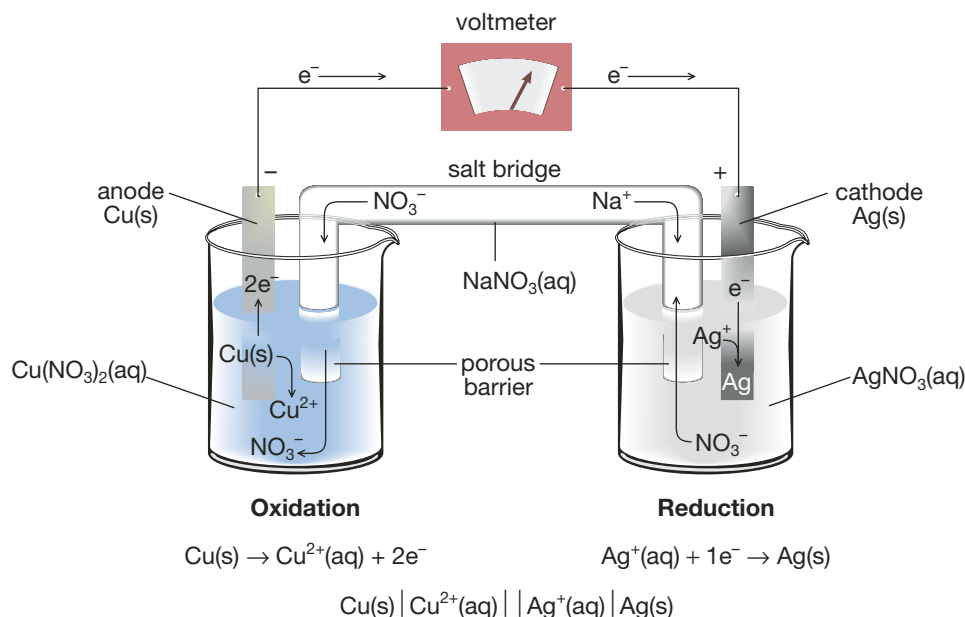 voltmeter
e⁻
e⁻
salt bridge
−
+
anode
Cu(s)
NO₃⁻
Na⁺
cathode
Ag(s)
NaNO₃(aq)
2e⁻
e⁻
Cu(s)
Ag⁺
Cu(NO₃)₂(aq)
porous
barrier
Ag
AgNO₃(aq)
Cu²⁺
NO₃⁻
NO₃⁻
Oxidation
Reduction
Cu(s) → Cu²⁺(aq) + 2e⁻
Ag⁺(aq) + 1e⁻ → Ag(s)
Cu(s) | Cu²⁺(aq) | | Ag⁺(aq) | Ag(s)